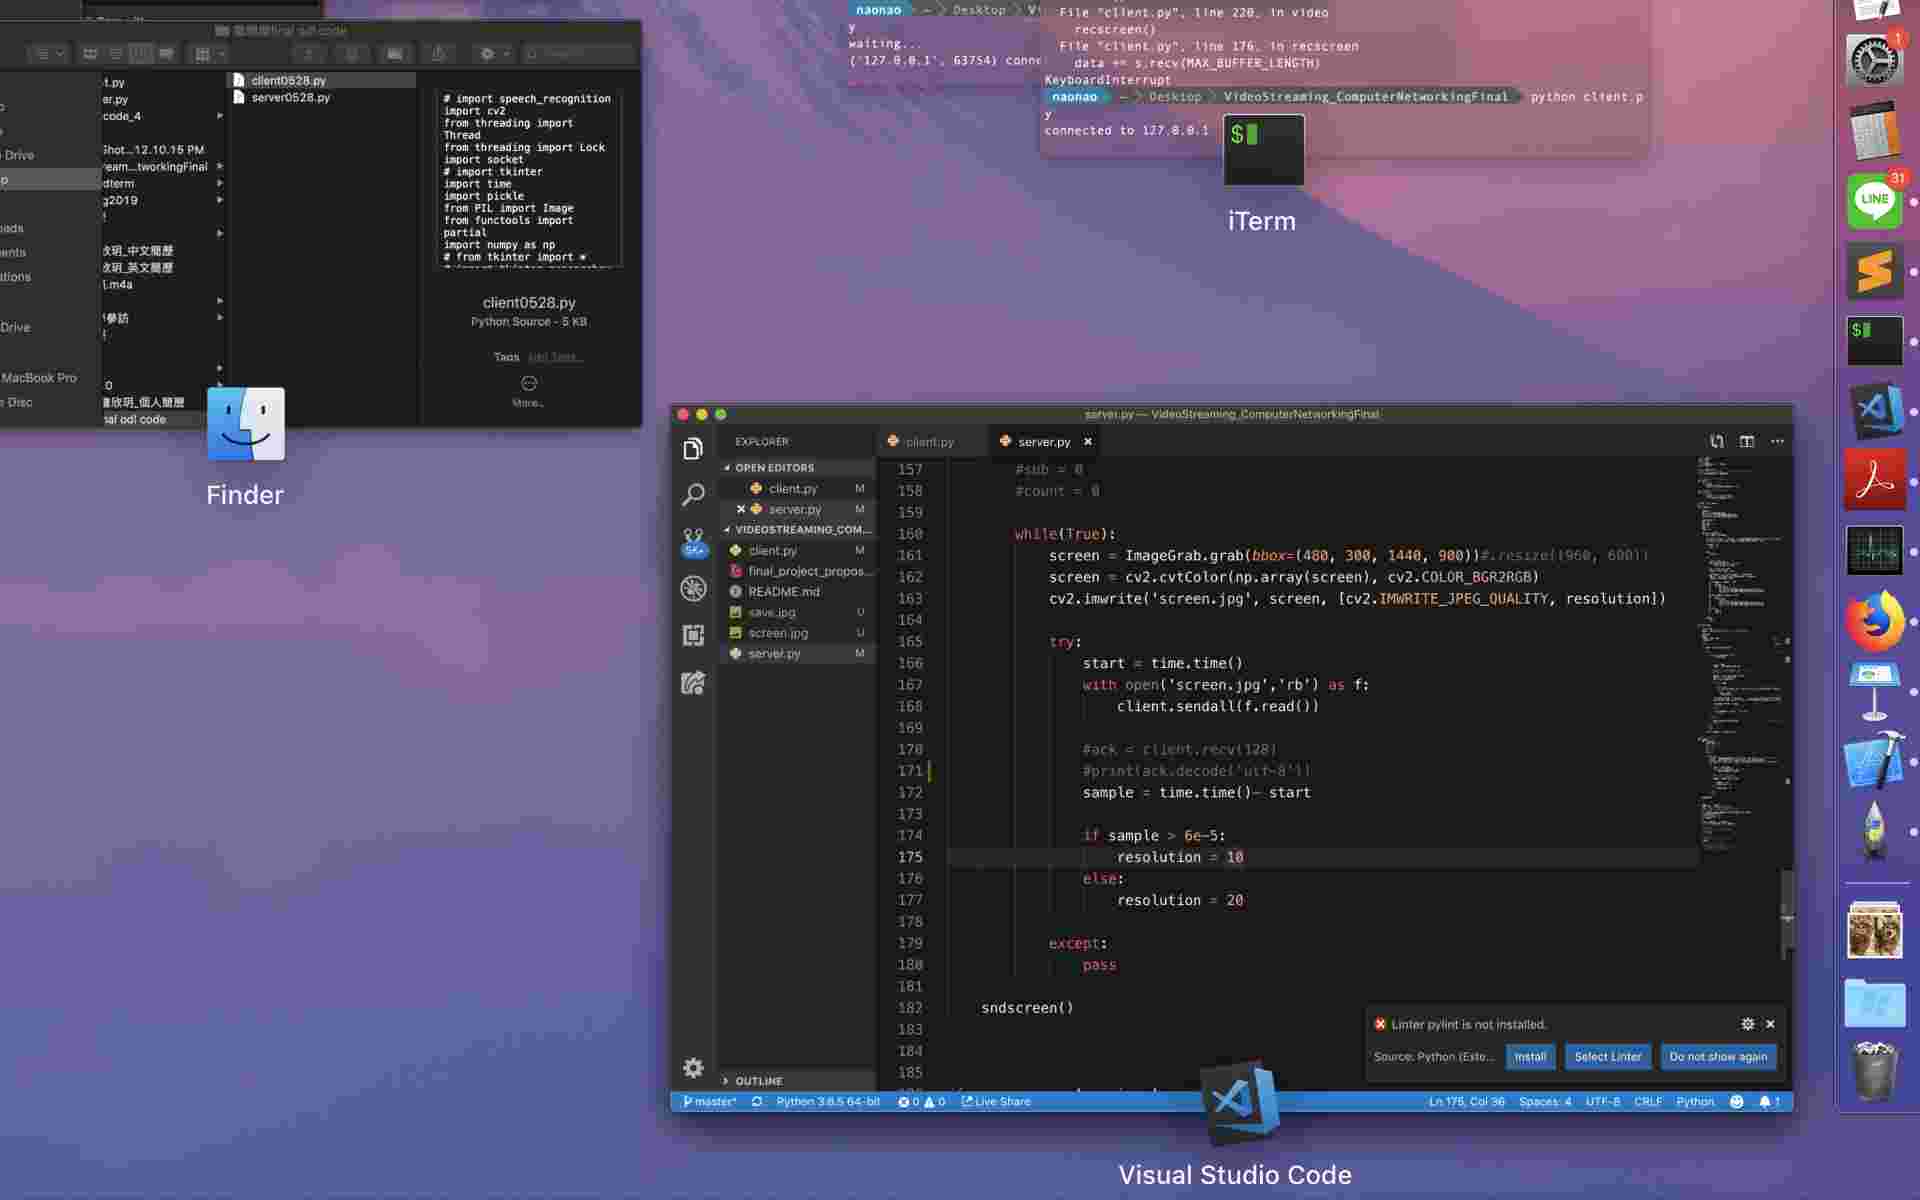 final odl code
t.py
er.py
code_4
Shot...12.10.15 PM
ream...tworkingFinal
dterm
g2019
欣玥_中文簡歷
欣玥_英文簡歷
.m4a
參訪
0
欣玥_個人簡歷
nal odl code
Drive
p
oads
ents
ations
Drive
MacBook Pro
e Disc
client0528.py
server0528.py
# import speech_recognition
import cv2
from threading import
Thread
from threading import Lock
import socket
# import tkinter
import time
import pickle
from PIL import Image
from functools import
partial
import numpy as np
# from tkinter import *
client0528.py
Python Source - 5 KB
Tags Add Tags...
More...
Finder
naonao ~ Desktop Vi
y
waiting...
('127.0.0.1', 63754) conne
File "client.py", line 220, in video
recscreen()
File "client.py", line 176, in recscreen
data += s.recv(MAX_BUFFER_LENGTH)
KeyboardInterrupt
naonao ~ Desktop VideoStreaming_ComputerNetworkingFinal python client.p
y
connected to 127.0.0.1
$
iTerm
server.py — VideoStreaming_ComputerNetworkingFinal
EXPLORER
OPEN EDITORS
client.py M
server.py M
VIDEOSTREAMING_COM...
client.py M
final_project_propos...
README.md
save.jpg U
screen.jpg U
server.py M
OUTLINE
5K+
client.py
server.py
157 #sub = 0
158 #count = 0
159
160 while(True):
161 screen = ImageGrab.grab(bbox=(480, 300, 1440, 900))#.resize((960, 600))
162 screen = cv2.cvtColor(np.array(screen), cv2.COLOR_BGR2RGB)
163 cv2.imwrite('screen.jpg', screen, [cv2.IMWRITE_JPEG_QUALITY, resolution])
164
165 try:
166 start = time.time()
167 with open('screen.jpg','rb') as f:
168 client.sendall(f.read())
169
170 #ack = client.recv(128)
171 #print(ack.decode('utf-8'))
172 sample = time.time()- start
173
174 if sample > 6e-5:
175 resolution = 10
176 else:
177 resolution = 20
178
179 except:
180 pass
181
182 sndscreen()
183
184
185
Linter pylint is not installed.
Source: Python (Exte... Install Select Linter Do not show again
master* Python 3.6.5 64-bit 0 0 Live Share
Ln 175, Col 36 Spaces: 4 UTF-8 CRLF Python 1
Visual Studio Code
1
LINE
31
$